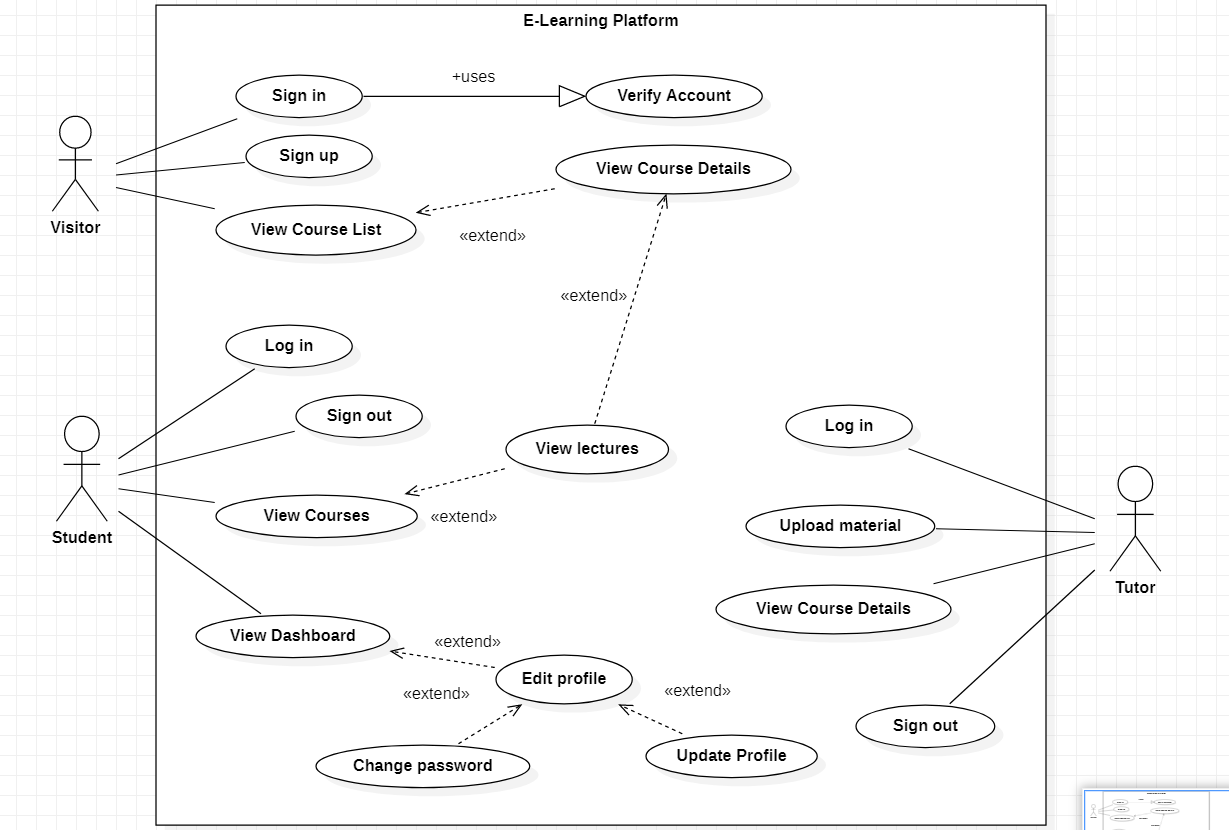 E-Learning Platform
+uses
Sign in
Verify Account
Sign up
View Course Details
Visitor
View Course List
«extend»
«extend»
Log in
Sign out
Log in
View lectures
View Courses
«extend»
Upload material
Student
Tutor
View Course Details
View Dashboard
«extend»
Edit profile
«extend»
«extend»
Sign out
Change password
Update Profile